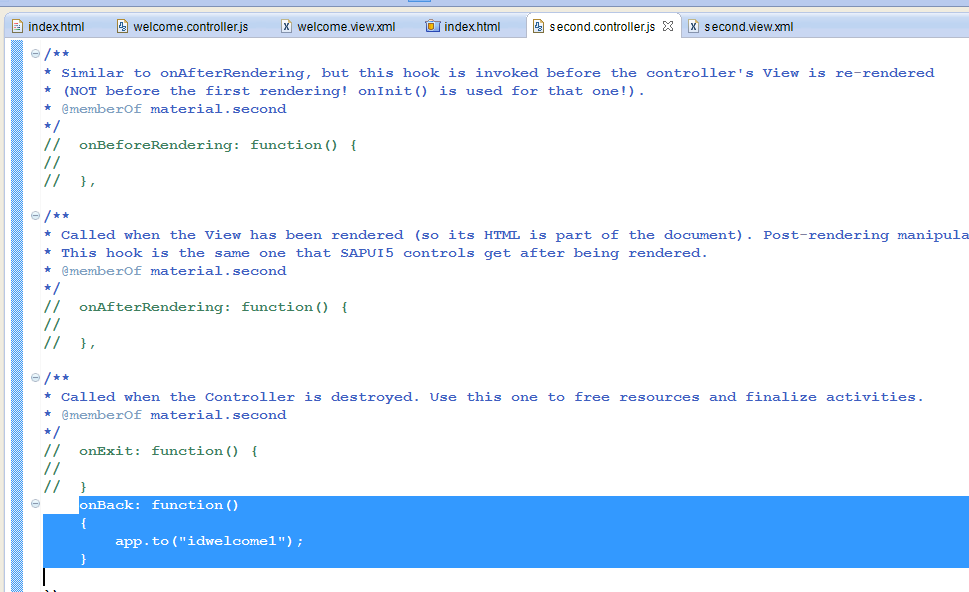 index.html welcome.controller.js welcome.view.xml index.html second.controller.js second.view.xml
/**
* Similar to onAfterRendering, but this hook is invoked before the controller's View is re-rendered
* (NOT before the first rendering! onInit() is used for that one!).
* @memberOf material.second
*/
// onBeforeRendering: function() {
//
// },
/**
* Called when the View has been rendered (so its HTML is part of the document). Post-rendering manipula
* This hook is the same one that SAPUI5 controls get after being rendered.
* @memberOf material.second
*/
// onAfterRendering: function() {
//
// },
/**
* Called when the Controller is destroyed. Use this one to free resources and finalize activities.
* @memberOf material.second
*/
// onExit: function() {
//
// }
onBack: function()
{
app.to("idwelcome1");
}